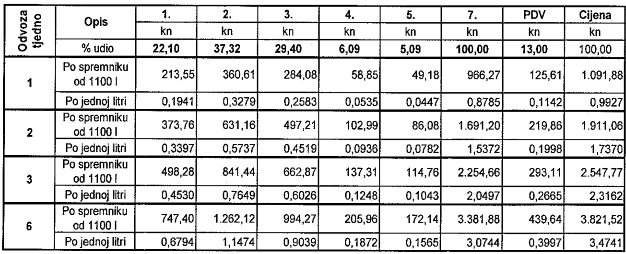 Odvoza tjedno Opis 1. 2. 3. 4. 5. 7. PDV Cijena
kn kn kn kn kn kn kn kn
% udio 22,10 37,32 29,40 6,09 5,09 100,00 13,00 100,00
1 Po spremniku od 1100 l 213,55 360,61 284,08 58,85 49,18 966,27 125,61 1.091,88
Po jednoj litri 0,1941 0,3279 0,2583 0,0535 0,0447 0,8785 0,1142 0,9927
2 Po spremniku od 1100 l 373,76 631,16 497,21 102,99 86,08 1.691,20 219,86 1.911,06
Po jednoj litri 0,3397 0,5737 0,4519 0,0936 0,0782 1,5372 0,1998 1,7370
3 Po spremniku od 1100 l 498,28 841,44 662,87 137,31 114,76 2.254,66 293,11 2.547,77
Po jednoj litri 0,4530 0,7649 0,6026 0,1248 0,1043 2,0497 0,2665 2,3162
6 Po spremniku od 1100 l 747,40 1.262,12 994,27 205,96 172,14 3.381,88 439,64 3.821,52
Po jednoj litri 0,6794 1,1474 0,9039 0,1872 0,1565 3,0744 0,3997 3,4741